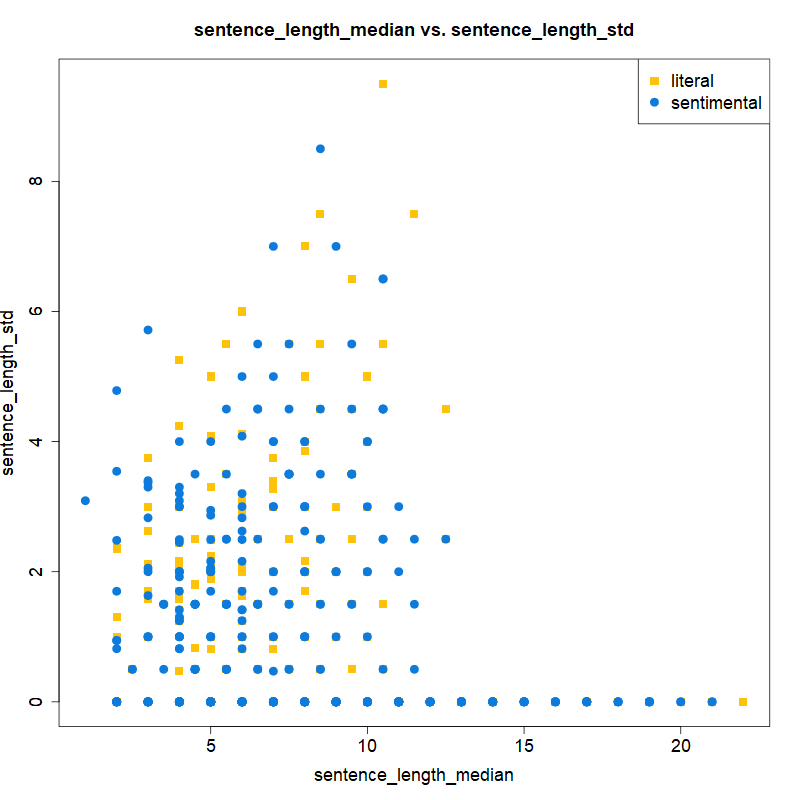 sentence_length_median vs. sentence_length_std
literal
sentimental
8
6
4
2
0
sentence_length_std
5
10
15
20
sentence_length_median